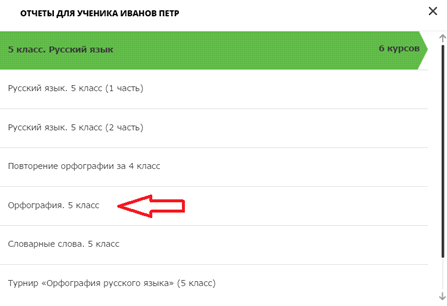 ОТЧЕТЫ ДЛЯ УЧЕНИКА ИВАНОВ ПЕТР
5 класс. Русский язык 6 курсов
Русский язык. 5 класс (1 часть)
Русский язык. 5 класс (2 часть)
Повторение орфографии за 4 класс
Орфография. 5 класс
Словарные слова. 5 класс
Турнир «Орфография русского языка» (5 класс)